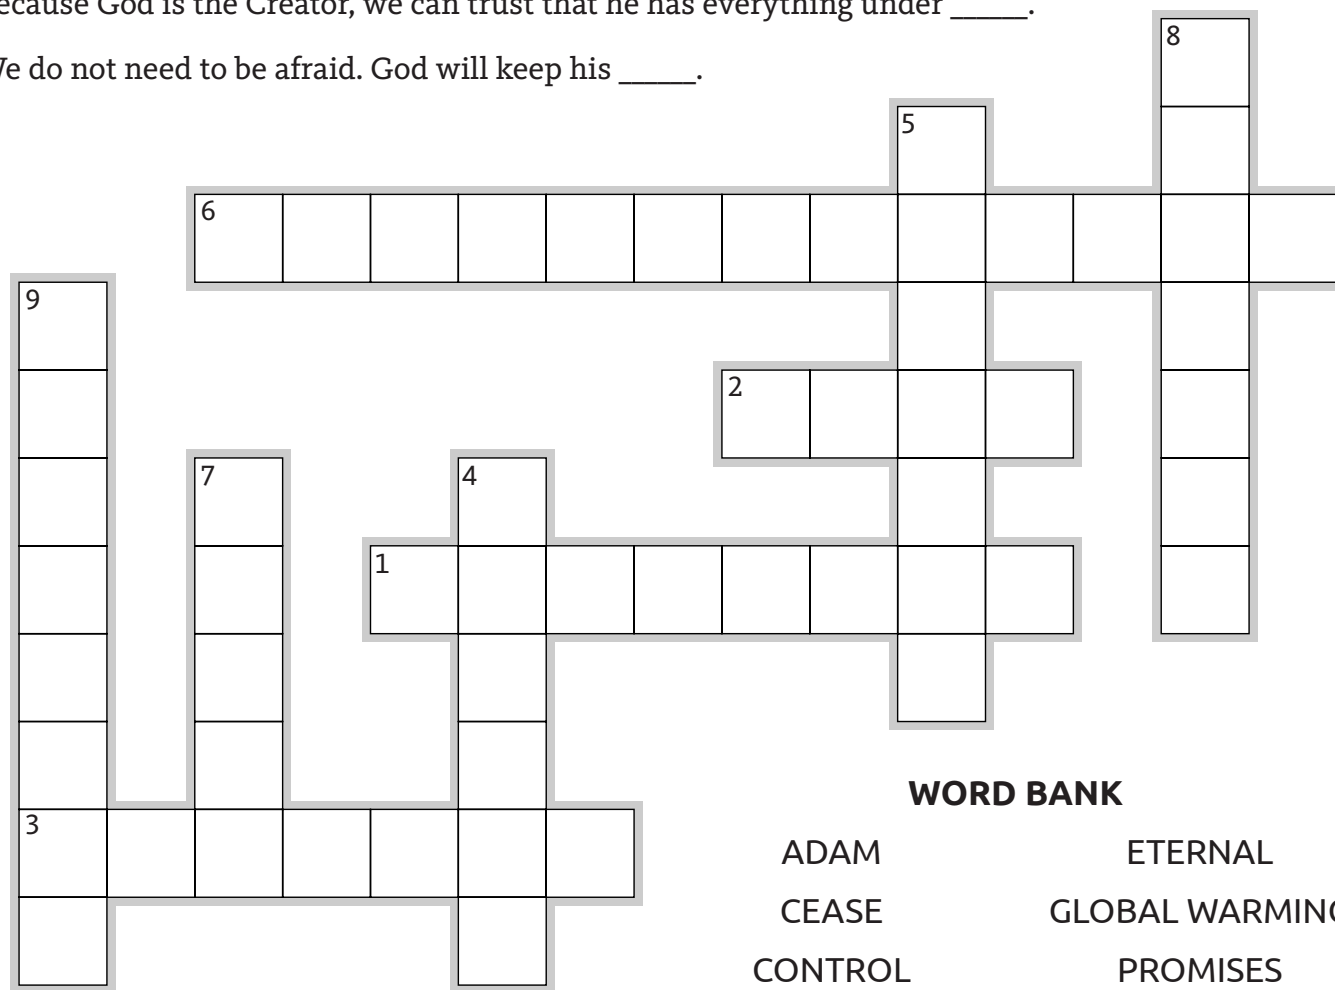 ecause God is the Creator, we can trust that he has everything under _____.
We do not need to be afraid. God will keep his _____.
8
5
6
9
2
7
4
1
3
WORD BANK
ADAM ETERNAL
CEASE GLOBAL WARMING
CONTROL PROMISES